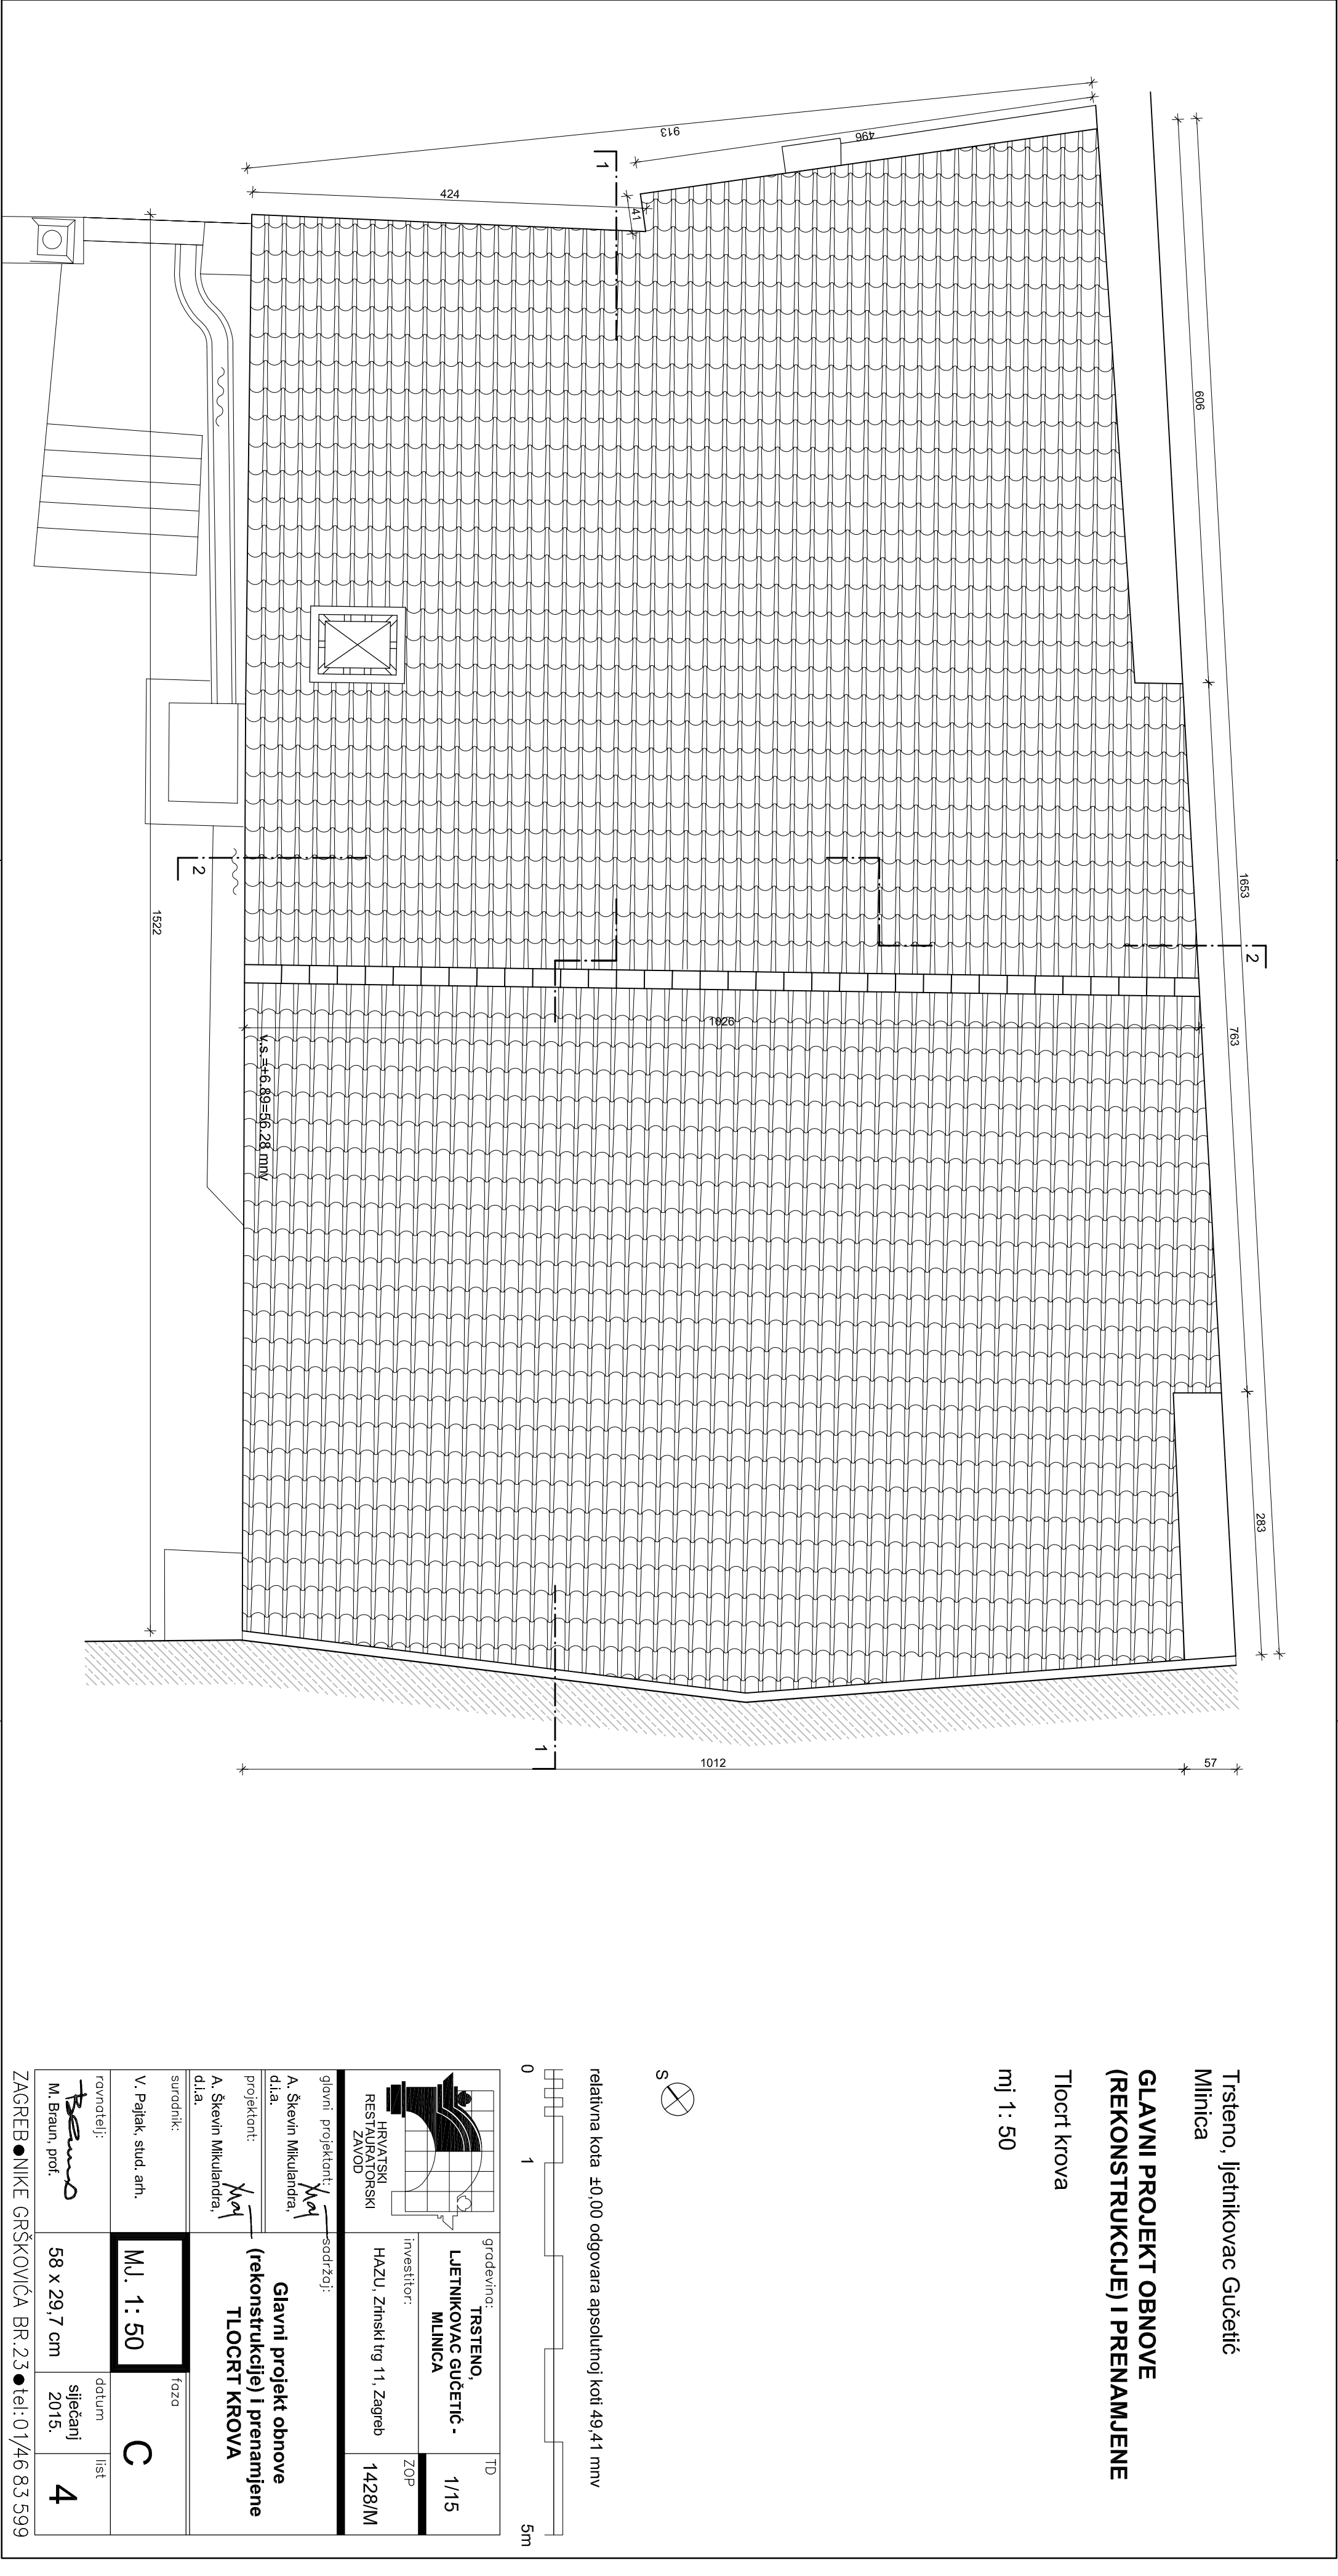 Trsteno, ljetnikovac Gučetić
Mlinica
GLAVNI PROJEKT OBNOVE
(REKONSTRUKCIJE) I PRENAMJENE
Tlocrt krova
mj 1: 50
S
relativna kota ±0,00 odgovara apsolutnoj koti 49,41 mnv
0 1 5m
913
496
424
41
606
1653
763
283
1522
1026
v.s.=+6.89=56.28 mnv
1012
57
1
1
2
2
HRVATSKI
RESTAURATORSKI
ZAVOD
građevina:
TRSTENO,
LJETNIKOVAC GUČETIĆ -
MLINICA
TD
1/15
investitor:
HAZU, Zrinski trg 11, Zagreb
ZOP
1428/M
glavni projektant:
A. Škevin Mikulandra,
d.i.a.
projektant:
A. Škevin Mikulandra,
d.i.a.
sadržaj:
Glavni projekt obnove
(rekonstrukcije) i prenamjene
TLOCRT KROVA
suradnik:
V. Pajtak, stud. arh.
MJ. 1: 50
faza
C
ravnatelj:
M. Braun, prof.
58 x 29,7 cm
datum
siječanj
2015.
list
4
ZAGREB●NIKE GRŠKOVIĆA BR.23●tel:01/46 83 599